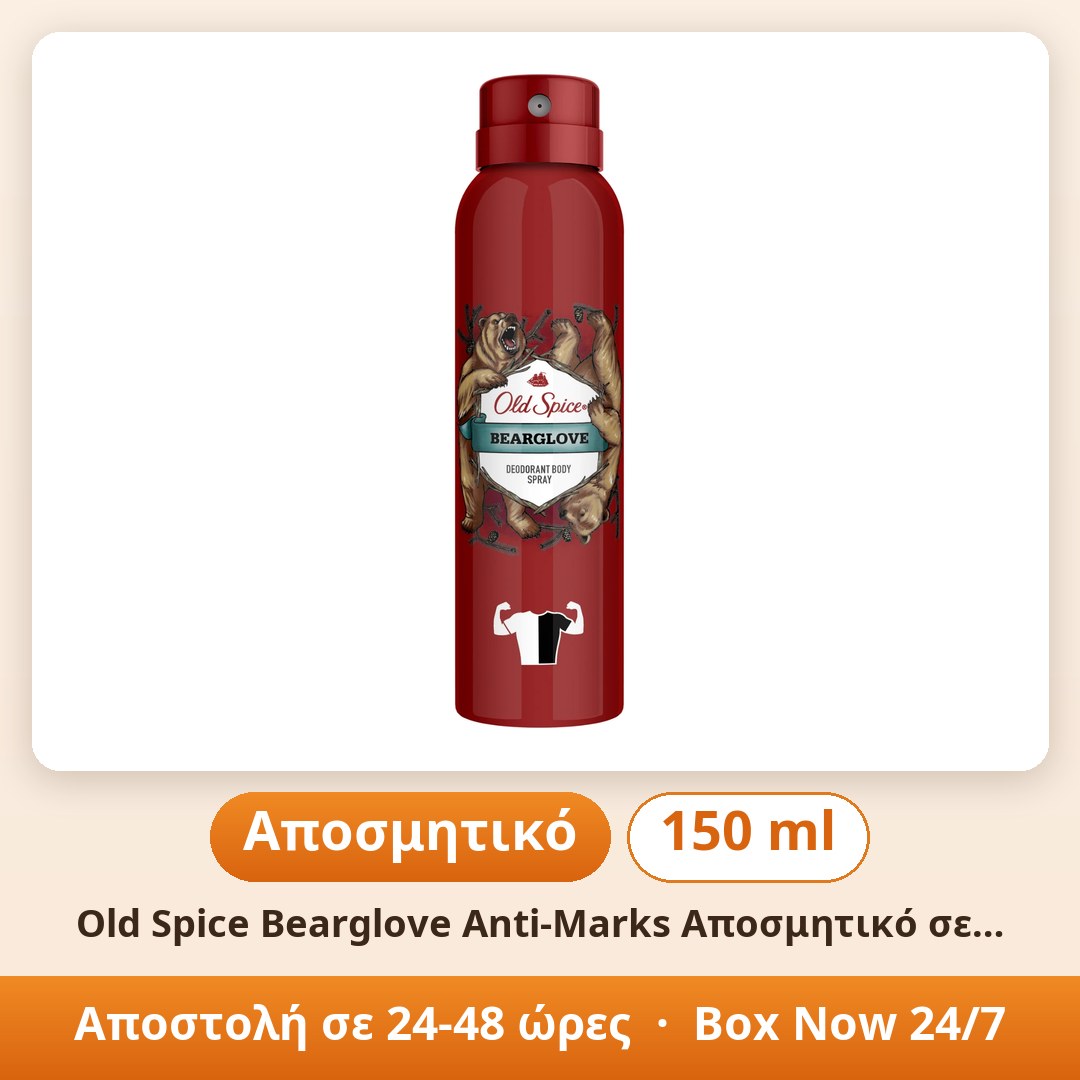 Old Spice®
BEARGLOVE
DEODORANT BODY
SPRAY
Αποσμητικό
150 ml
Old Spice Bearglove Anti-Marks Αποσμητικό σε...
Αποστολή σε 24-48 ώρες · Box Now 24/7